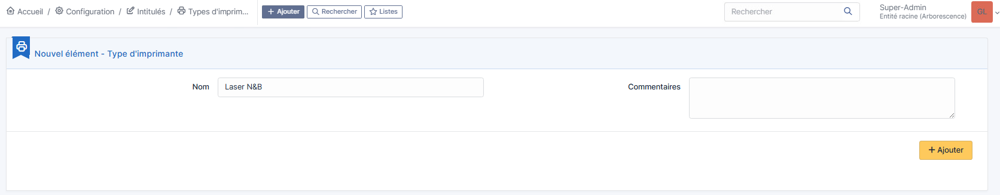 Accueil / Configuration / Intitulés / Types d'imprim... + Ajouter Rechercher Listes Rechercher Super-Admin GL
Entité racine (Arborescence)
Nouvel élément - Type d'imprimante
Nom Laser N&B Commentaires
+ Ajouter